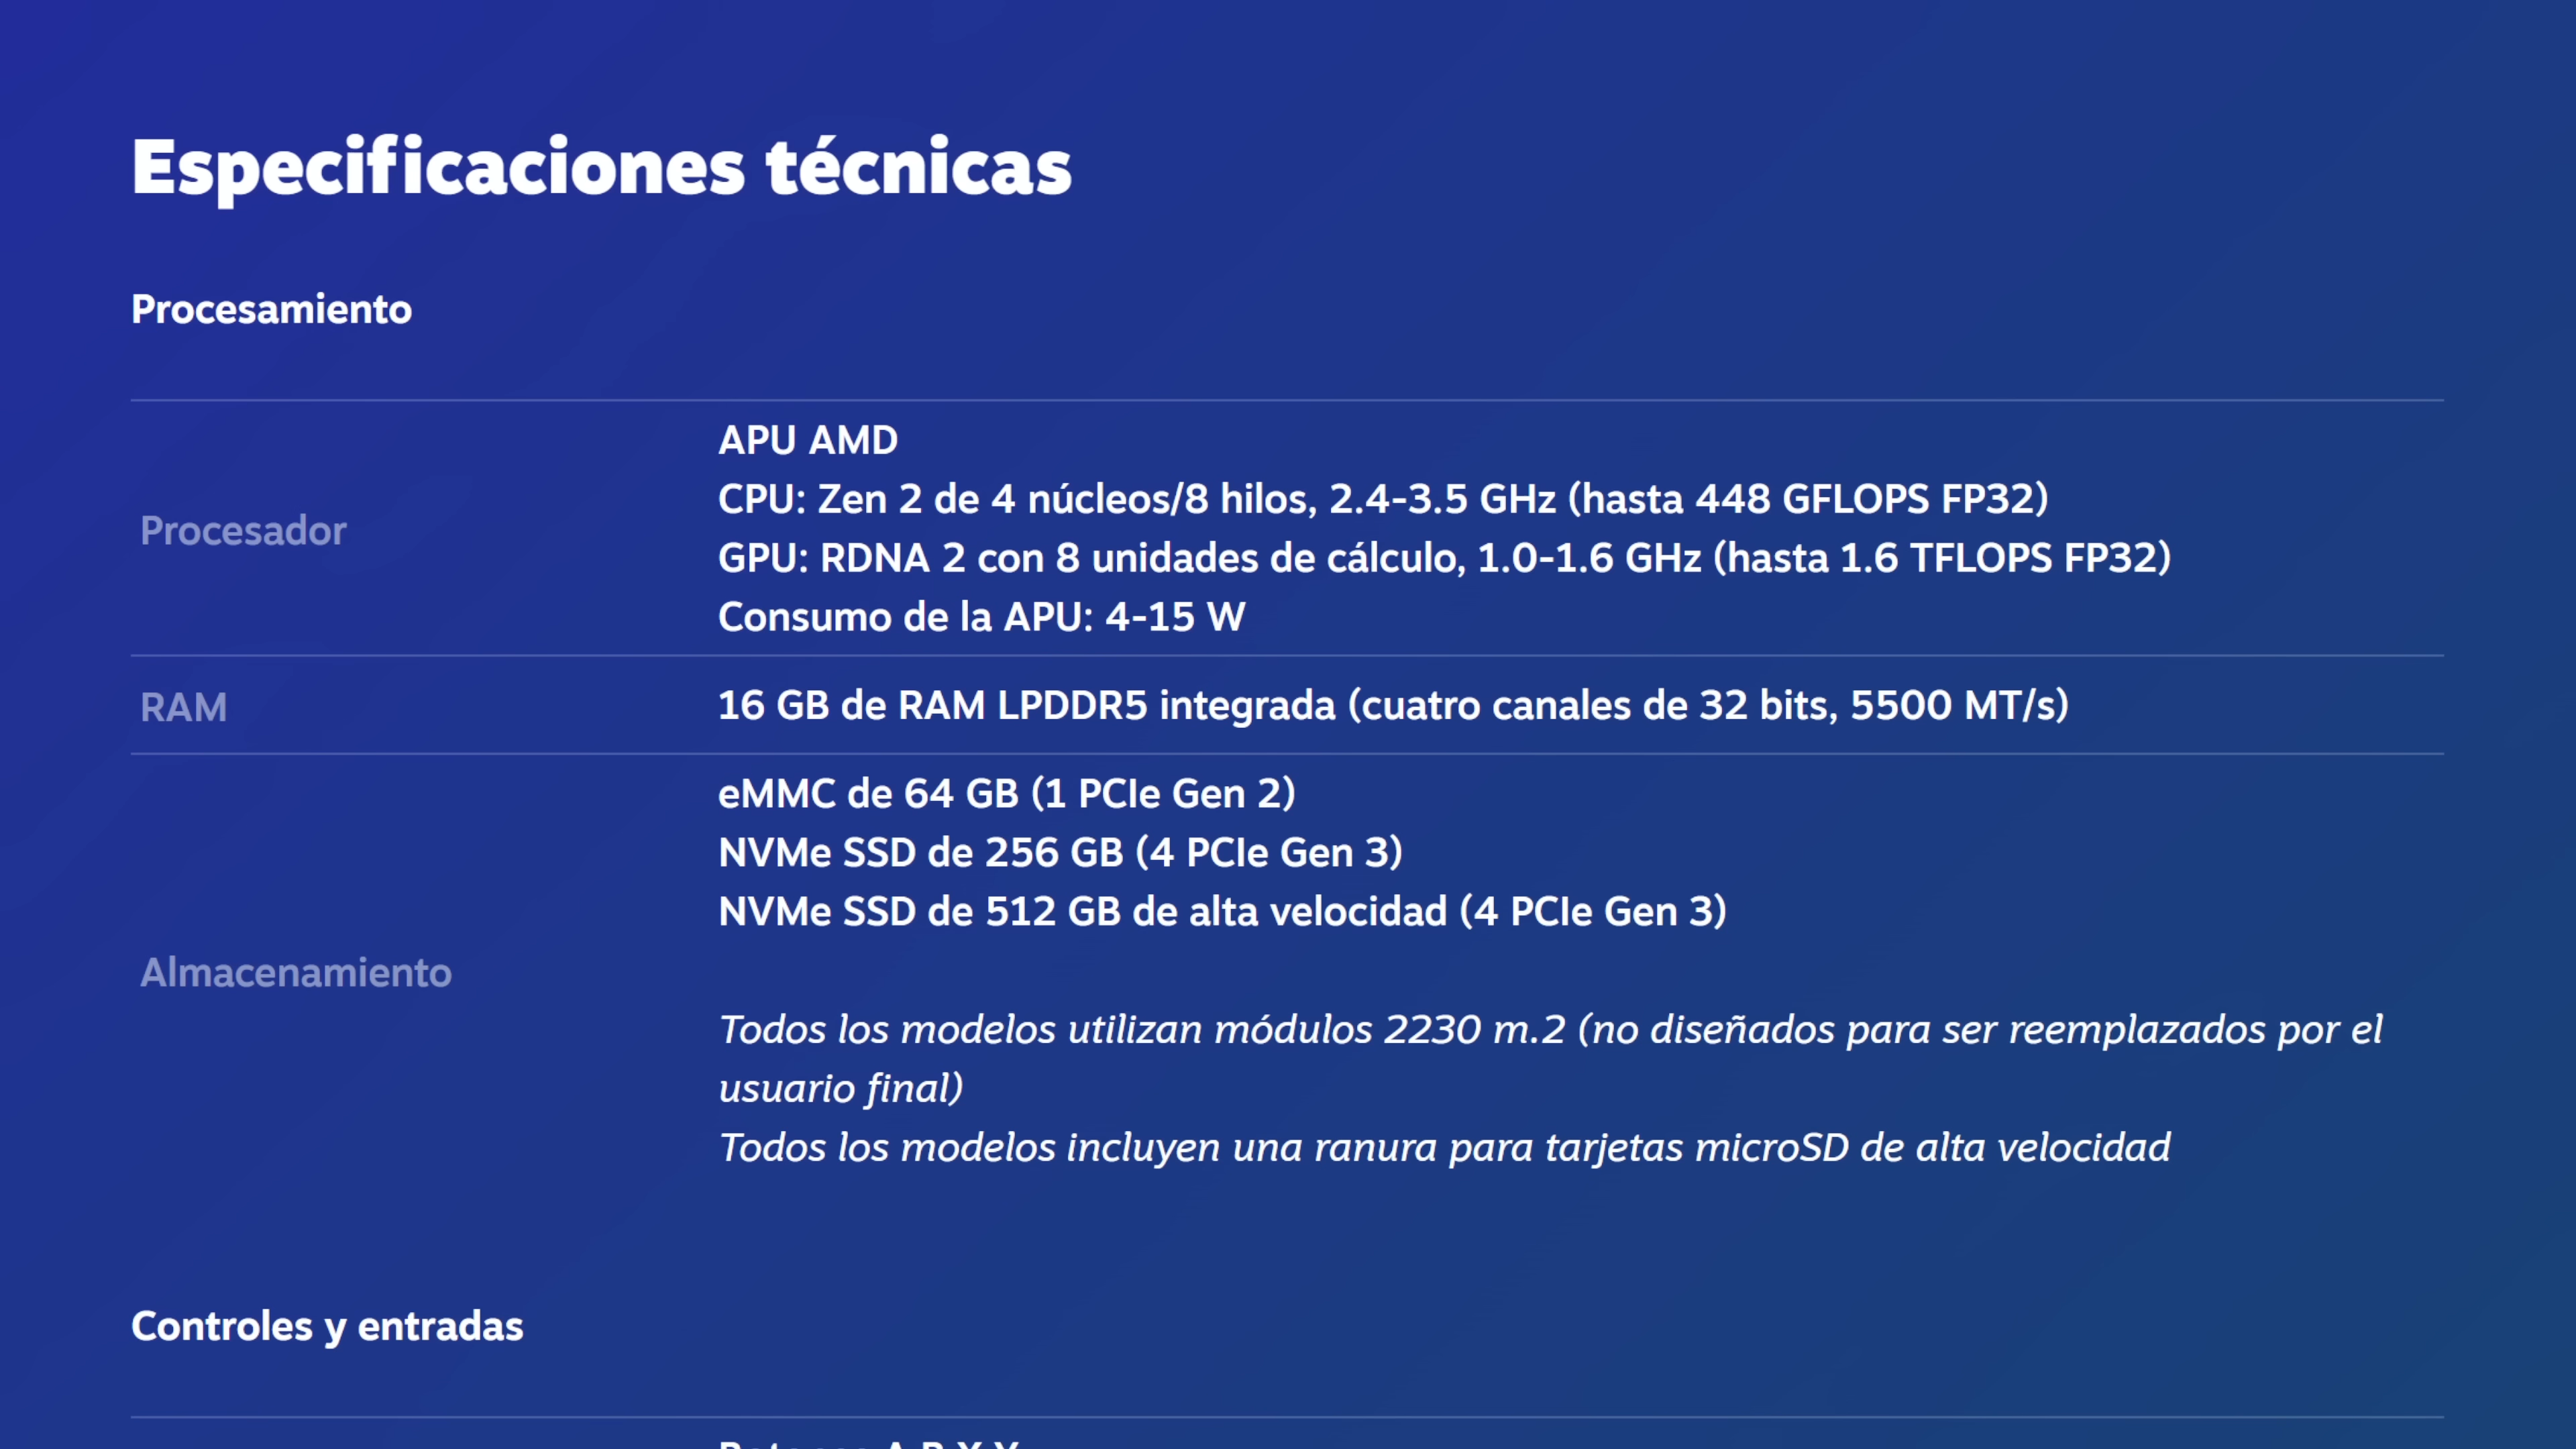 Especificaciones técnicas
Procesamiento
Procesador
APU AMD
CPU: Zen 2 de 4 núcleos/8 hilos, 2.4-3.5 GHz (hasta 448 GFLOPS FP32)
GPU: RDNA 2 con 8 unidades de cálculo, 1.0-1.6 GHz (hasta 1.6 TFLOPS FP32)
Consumo de la APU: 4-15 W
RAM
16 GB de RAM LPDDR5 integrada (cuatro canales de 32 bits, 5500 MT/s)
Almacenamiento
eMMC de 64 GB (1 PCIe Gen 2)
NVMe SSD de 256 GB (4 PCIe Gen 3)
NVMe SSD de 512 GB de alta velocidad (4 PCIe Gen 3)
Todos los modelos utilizan módulos 2230 m.2 (no diseñados para ser reemplazados por el
usuario final)
Todos los modelos incluyen una ranura para tarjetas microSD de alta velocidad
Controles y entradas